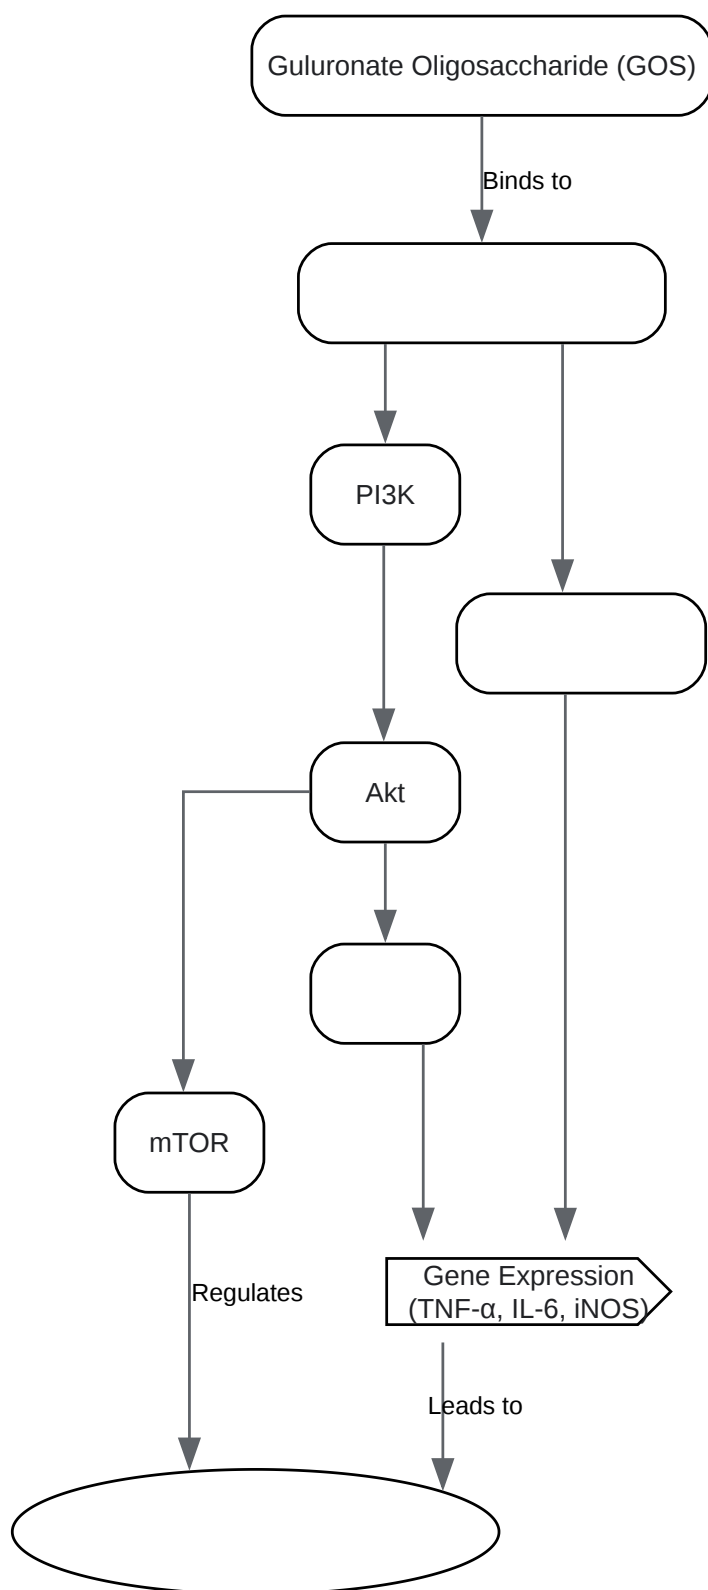 Guluronate Oligosaccharide (GOS)
Binds to
PI3K
Akt
mTOR
Regulates
Gene Expression
(TNF-α, IL-6, iNOS)
Leads to